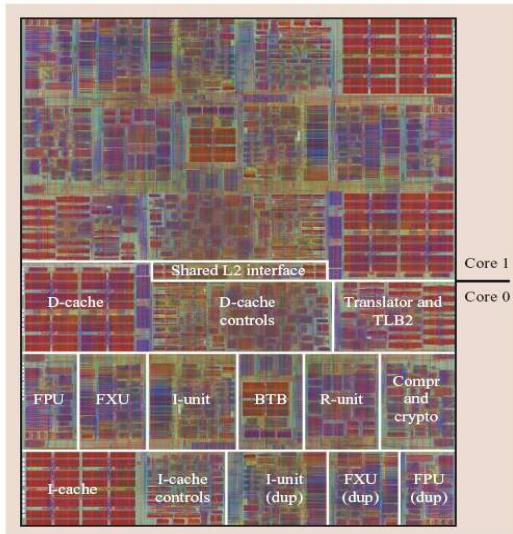 Shared L2 interface
Core 1
Core 0
D-cache
D-cache
controls
Translator and
TLB2
FPU
FXU
I-unit
BTB
R-unit
Compr
and
crypto
I-cache
I-cache
controls
I-unit
(dup)
FXU
(dup)
FPU
(dup)